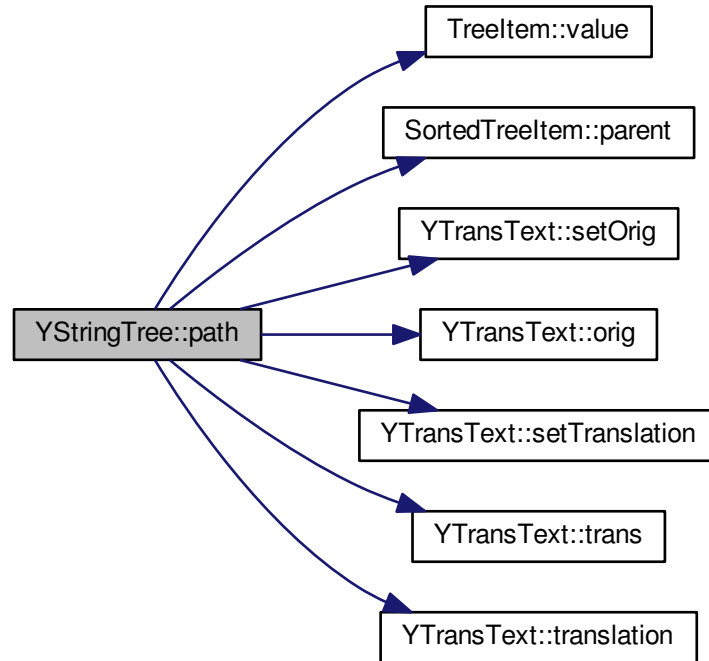 TreeItem::value
SortedTreeItem::parent
YTransText::setOrig
YStringTree::path
YTransText::orig
YTransText::setTranslation
YTransText::trans
YTransText::translation